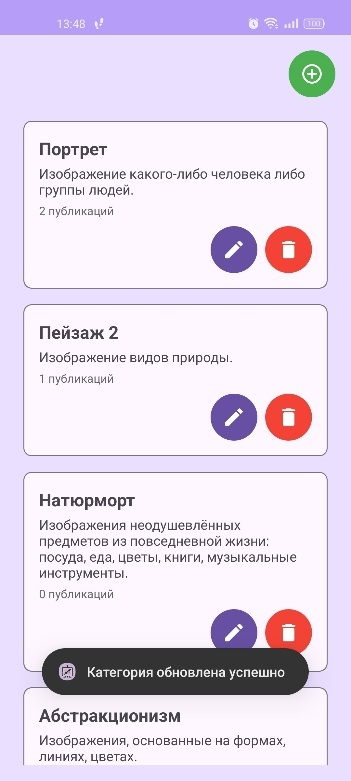 13:48
100
Портрет
Изображение какого-либо человека либо
группы людей.
2 публикаций
Пейзаж 2
Изображение видов природы.
1 публикаций
Натюрморт
Изображения неодушевлённых
предметов из повседневной жизни:
посуда, еда, цветы, книги, музыкальные
инструменты.
0 публикаций
Категория обновлена успешно
Абстракционизм
Изображения, основанные на формах,
линиях, цветах.